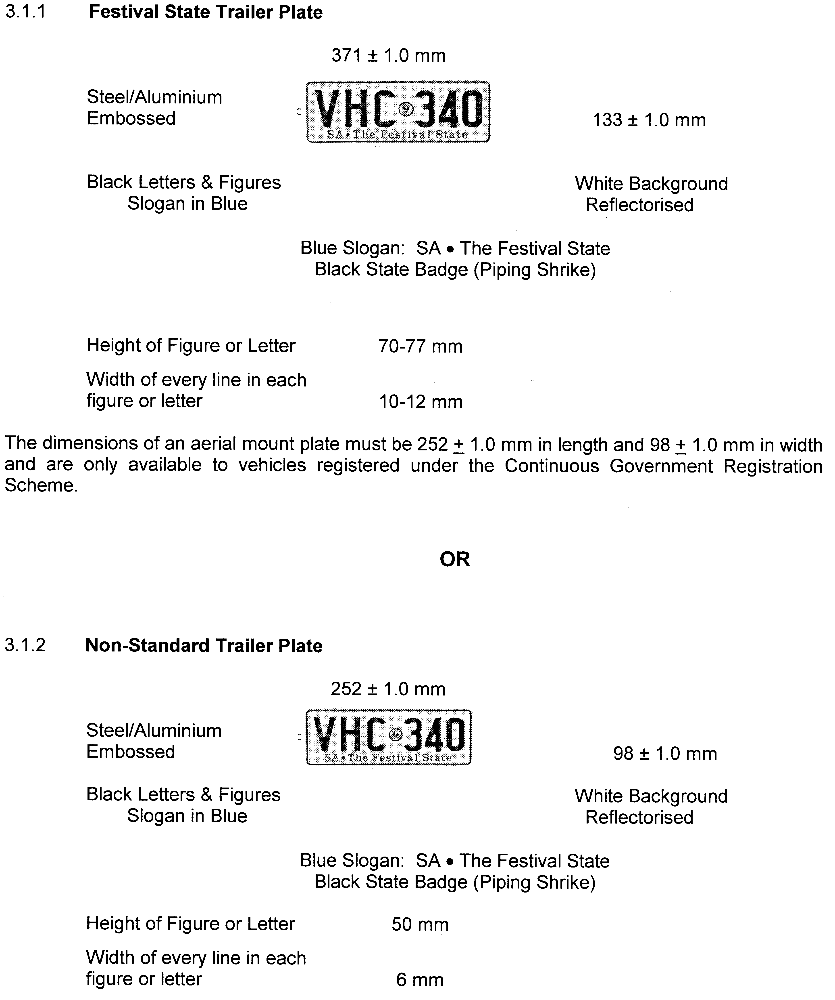 3.1.1 Festival State Trailer Plate
371 ± 1.0 mm
Steel/Aluminium
Embossed
VHC 340
SA • The Festival State
133 ± 1.0 mm
Black Letters & Figures
Slogan in Blue
White Background
Reflectorised
Blue Slogan: SA • The Festival State
Black State Badge (Piping Shrike)
Height of Figure or Letter 70-77 mm
Width of every line in each
figure or letter 10-12 mm
The dimensions of an aerial mount plate must be 252 ± 1.0 mm in length and 98 ± 1.0 mm in width
and are only available to vehicles registered under the Continuous Government Registration
Scheme.
OR
3.1.2 Non-Standard Trailer Plate
252 ± 1.0 mm
Steel/Aluminium
Embossed
VHC 340
SA • The Festival State
98 ± 1.0 mm
Black Letters & Figures
Slogan in Blue
White Background
Reflectorised
Blue Slogan: SA • The Festival State
Black State Badge (Piping Shrike)
Height of Figure or Letter 50 mm
Width of every line in each
figure or letter 6 mm